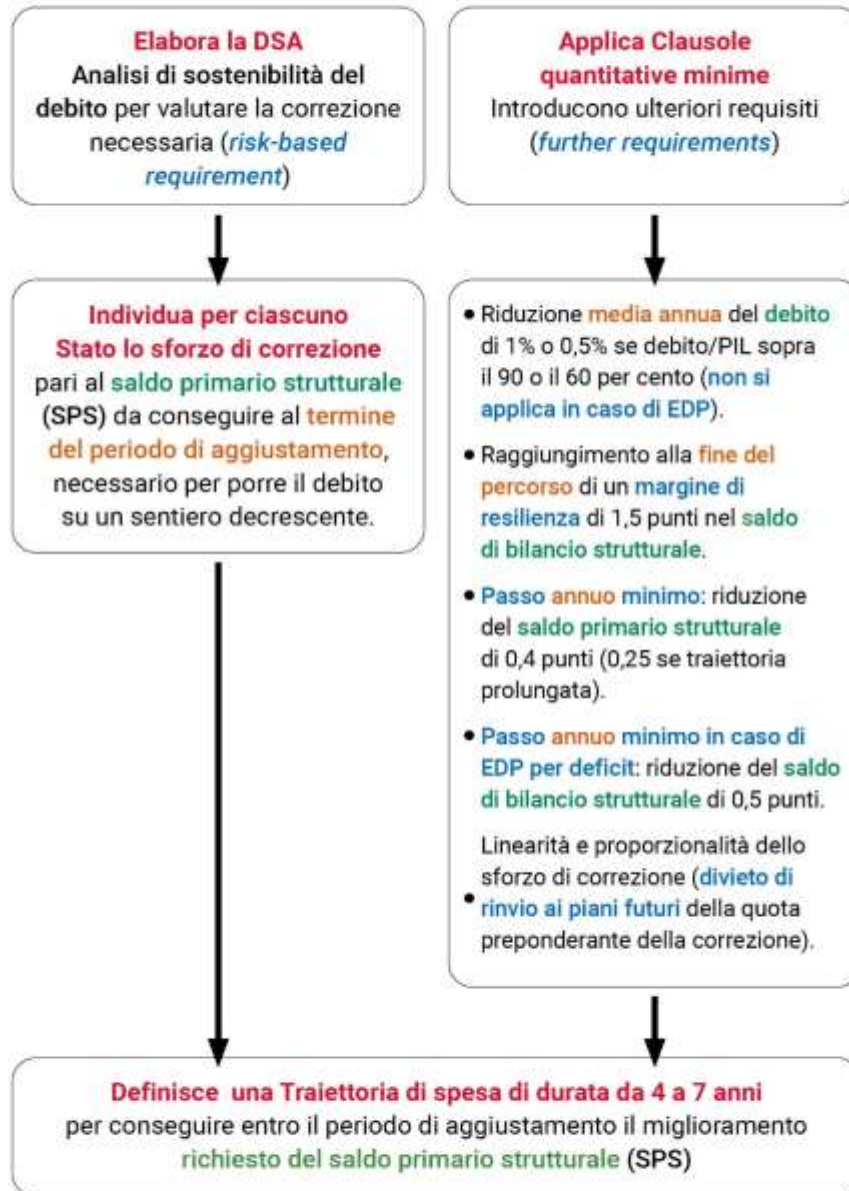 Elabora la DSA
Analisi di sostenibilità del
debito per valutare la correzione
necessaria (risk-based
requirement)
Applica Clausole
quantitative minime
Introducono ulteriori requisiti
(further requirements)
Individua per ciascuno
Stato lo sforzo di correzione
pari al saldo primario strutturale
(SPS) da conseguire al termine
del periodo di aggiustamento,
necessario per porre il debito
su un sentiero decrescente.
• Riduzione media annua del debito
di 1% o 0,5% se debito/PIL sopra
il 90 o il 60 per cento (non si
applica in caso di EDP).
• Raggiungimento alla fine del
percorso di un margine di
resilienza di 1,5 punti nel saldo
di bilancio strutturale.
• Passo annuo minimo: riduzione
del saldo primario strutturale
di 0,4 punti (0,25 se traiettoria
prolungata).
• Passo annuo minimo in caso di
EDP per deficit: riduzione del saldo
di bilancio strutturale di 0,5 punti.
Linearità e proporzionalità dello
sforzo di correzione (divieto di
• rinvio ai piani futuri della quota
preponderante della correzione).
Definisce una Traiettoria di spesa di durata da 4 a 7 anni
per conseguire entro il periodo di aggiustamento il miglioramento
richiesto del saldo primario strutturale (SPS)